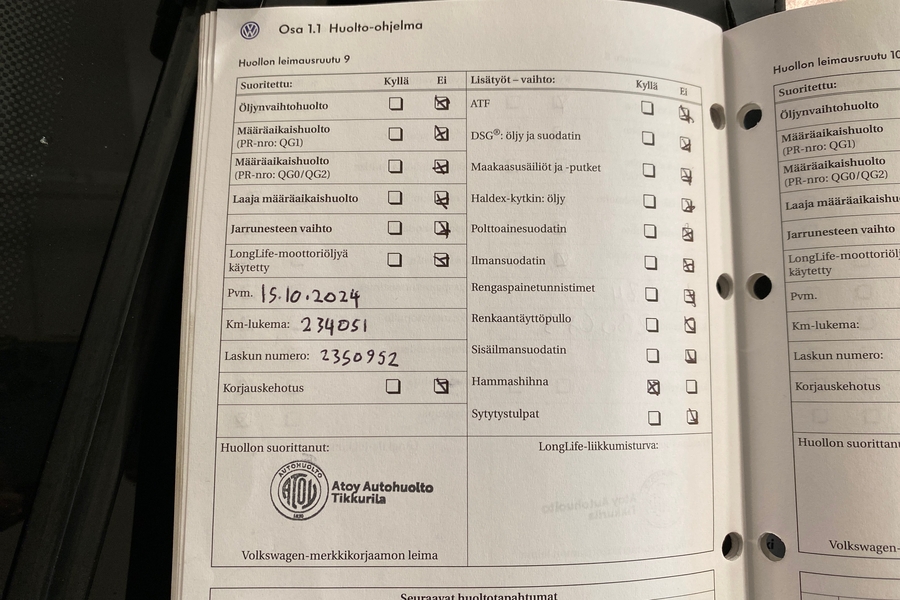 Osa 1.1 Huolto-ohjelma
Huollon leimausruutu 9
Suoritettu: Kyllä Ei
Öljynvaihtohuolto
Määräaikaishuolto
(PR-nro: QG1)
Määräaikaishuolto
(PR-nro: QG0/QG2)
Laaja määräaikaishuolto
Jarrunesteen vaihto
LongLife-moottoriöljyä
käytetty
Pvm. 15.10.2024
Km-lukema: 234051
Laskun numero: 2350952
Korjauskehotus
Lisätyöt – vaihto: Kyllä Ei
ATF
DSG®: öljy ja suodatin
Maakaasusäiliöt ja -putket
Haldex-kytkin: öljy
Polttoainesuodatin
Ilmansuodatin
Rengaspainetunnistimet
Renkaantäyttöpullo
Sisäilmansuodatin
Hammashihna
Sytytystulpat
Huollon suorittanut:
AUTOHUOLTO
ATOY
Atoy Autohuolto
Tikkurila
Volkswagen-merkkikorjaamon leima
LongLife-liikkumisturva:
Seuraavat huoltotapahtumat
Huollon leimausruutu 10
Suoritettu:
Öljynvaihtohuolto
Määräaikaishuolto
(PR-nro: QG1)
Määräaikaishuolto
(PR-nro: QG0/QG2)
Laaja
Jarrunesteen vaihto
käytetty
Pvm.
Km-lukema:
Laskun numero:
Korjauskehotus
Huollon
Volkswagen-